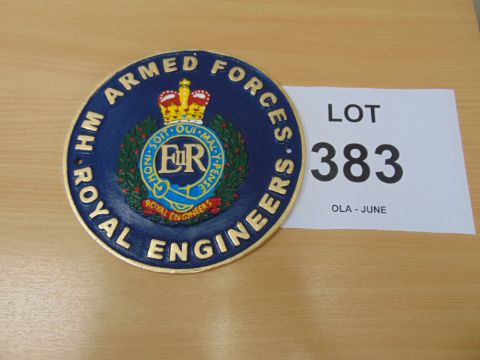 HM ARMED FORCES
HONI · SOIT · QUI · MAL · Y · PENSE
EIIR
ROYAL ENGINEERS
ROYAL ENGINEERS
LOT
383
OLA - JUNE